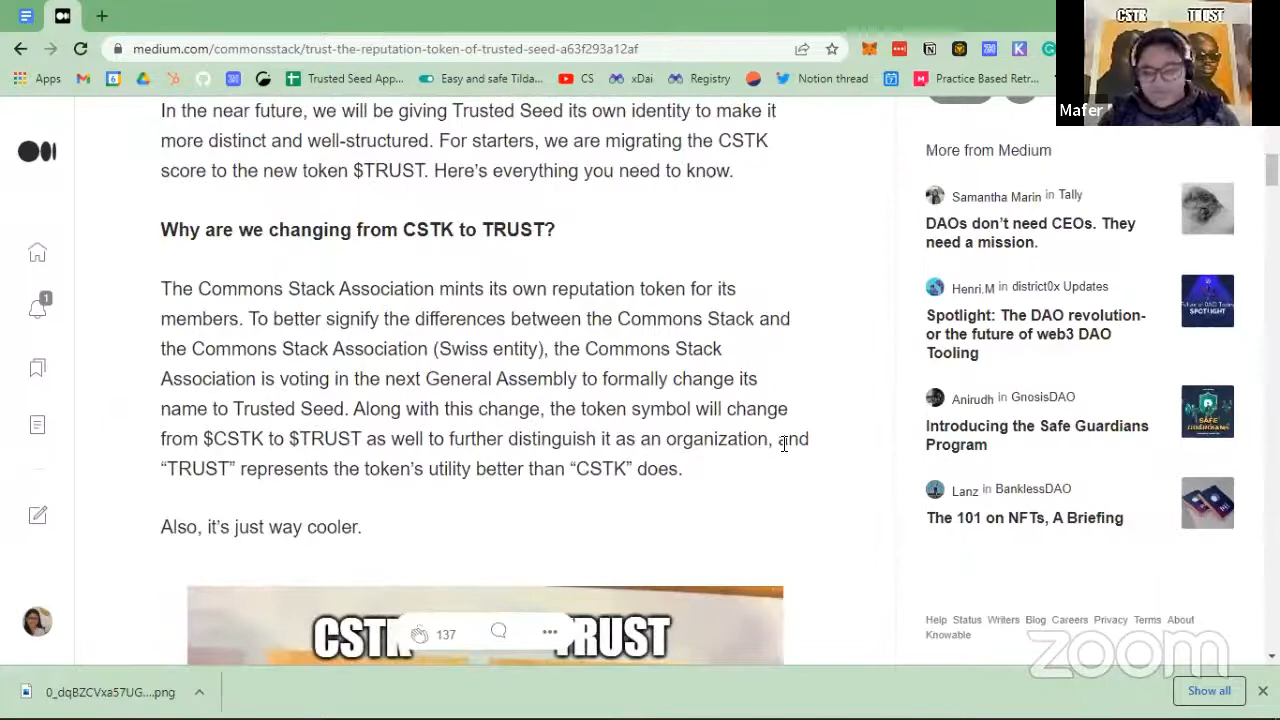 medium.com/commonsstack/trust-the-reputation-token-of-trusted-seed-a63f293a12af
Apps
6
Trusted Seed App...
Easy and safe Tilda...
CS
xDai
Registry
Notion thread
7
Practice Based Retr...
CSTK TRUST
Mafer
In the near future, we will be giving Trusted Seed its own identity to make it
more distinct and well-structured. For starters, we are migrating the CSTK
score to the new token $TRUST. Here’s everything you need to know.
Why are we changing from CSTK to TRUST?
The Commons Stack Association mints its own reputation token for its
members. To better signify the differences between the Commons Stack and
the Commons Stack Association (Swiss entity), the Commons Stack
Association is voting in the next General Assembly to formally change its
name to Trusted Seed. Along with this change, the token symbol will change
from $CSTK to $TRUST as well to further distinguish it as an organization, and
“TRUST” represents the token’s utility better than “CSTK” does.
Also, it’s just way cooler.
CSTK TRUST
137
1
More from Medium
Samantha Marin in Tally
DAOs don’t need CEOs. They
need a mission.
Henri.M in district0x Updates
Spotlight: The DAO revolution-
or the future of web3 DAO
Tooling
Anirudh in GnosisDAO
Introducing the Safe Guardians
Program
Lanz in BanklessDAO
The 101 on NFTs, A Briefing
Help Status Writers Blog Careers Privacy Terms About
Knowable
zoom
0_dqBZCVxa57UG....png
Show all